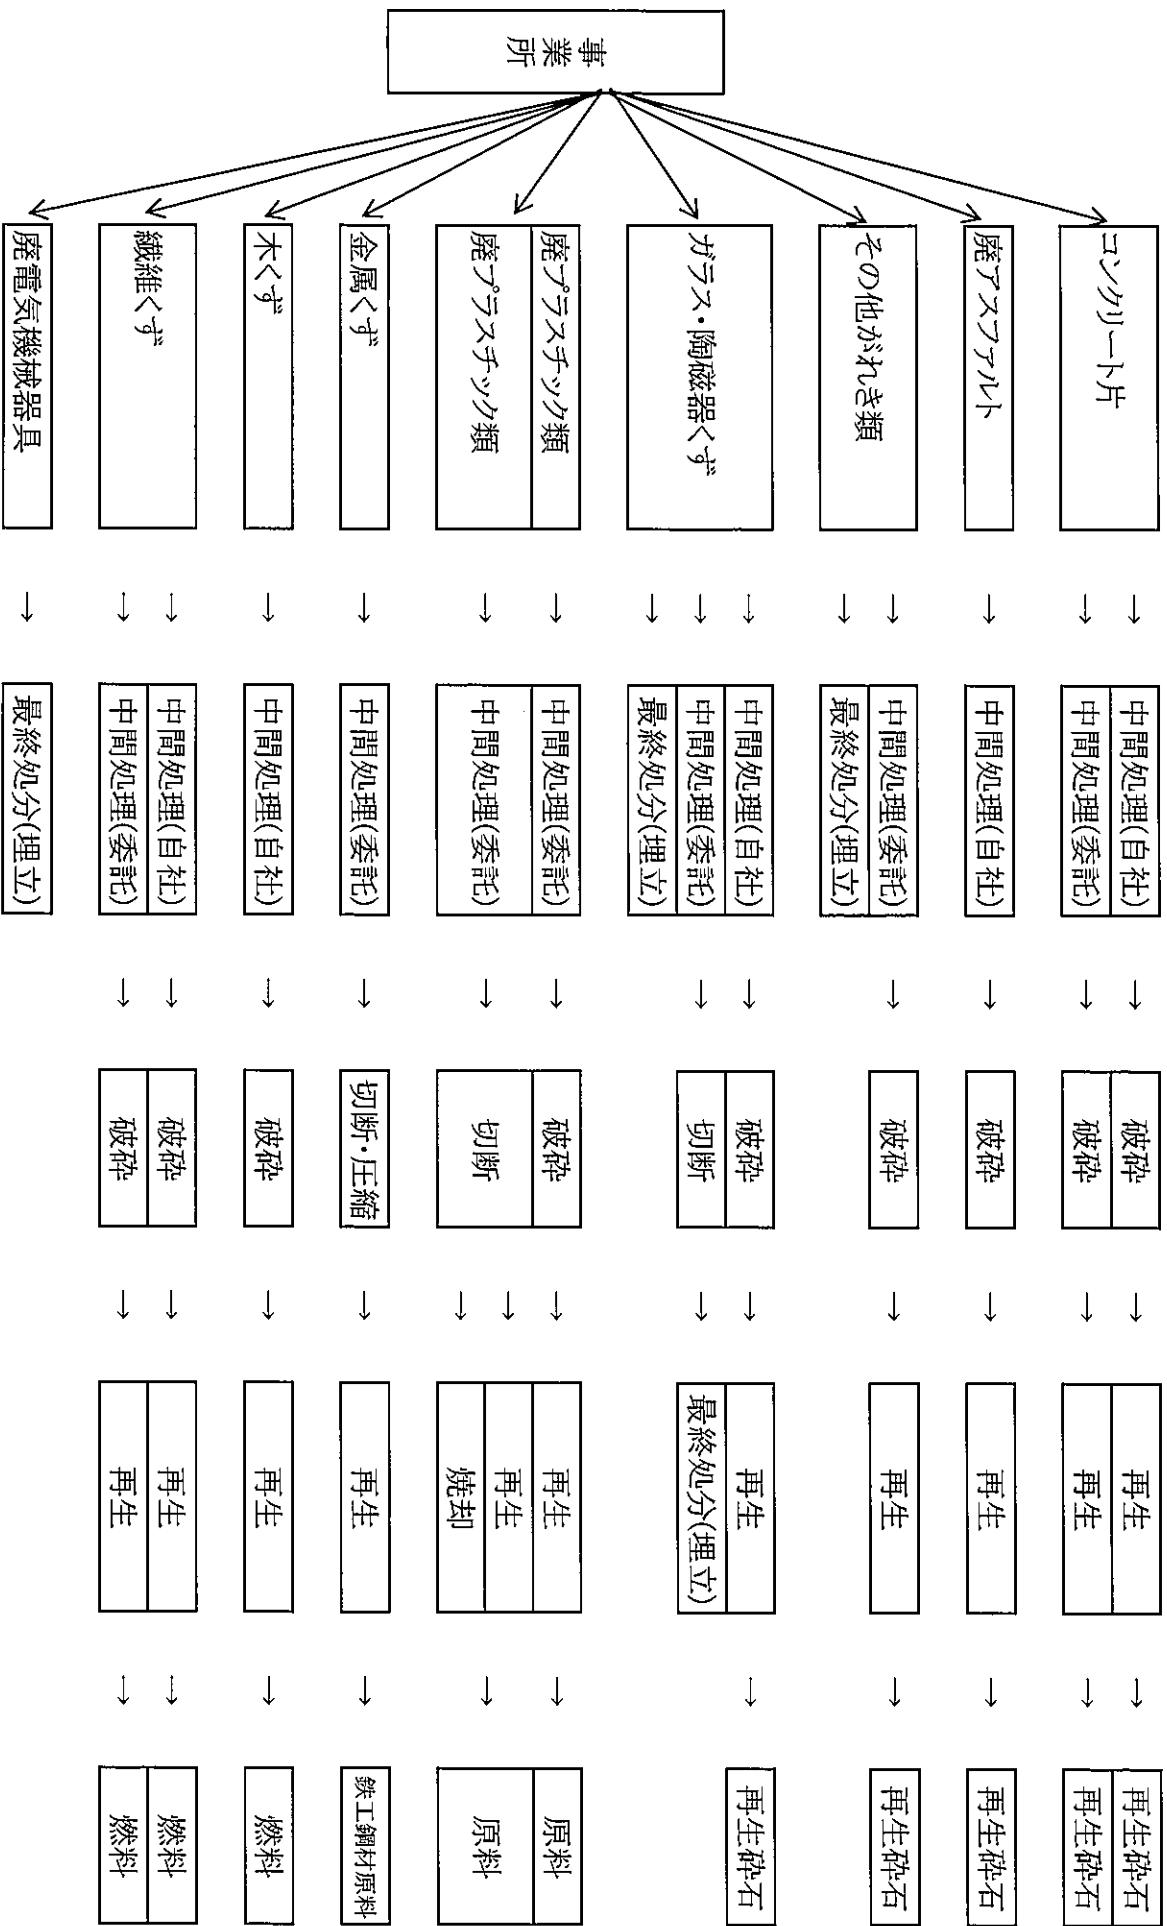 事業所
コンクリート片
↓
中間処理(自社)
↓
破砕
↓
再生
↓
再生砕石
↓
中間処理(委託)
↓
破砕
↓
再生
↓
再生砕石
廃アスファルト
↓
中間処理(自社)
↓
破砕
↓
再生
↓
再生砕石
その他がれき類
↓
中間処理(委託)
↓
破砕
↓
再生
↓
再生砕石
↓
最終処分(埋立)
ガラス・陶磁器くず
↓
中間処理(自社)
↓
破砕
↓
再生
↓
再生砕石
↓
中間処理(委託)
↓
切断
↓
最終処分(埋立)
↓
最終処分(埋立)
廃プラスチック類
↓
中間処理(委託)
↓
破砕
↓
再生
↓
原料
廃プラスチック類
↓
中間処理(委託)
↓
切断
↓
再生
↓
原料
↓
焼却
金属くず
↓
中間処理(委託)
↓
切断・圧縮
↓
再生
↓
鉄工鋼材原料
木くず
↓
中間処理(自社)
↓
破砕
↓
再生
↓
燃料
繊維くず
↓
中間処理(自社)
↓
破砕
↓
再生
↓
燃料
↓
中間処理(委託)
↓
破砕
↓
再生
↓
燃料
廃電気機械器具
↓
最終処分(埋立)